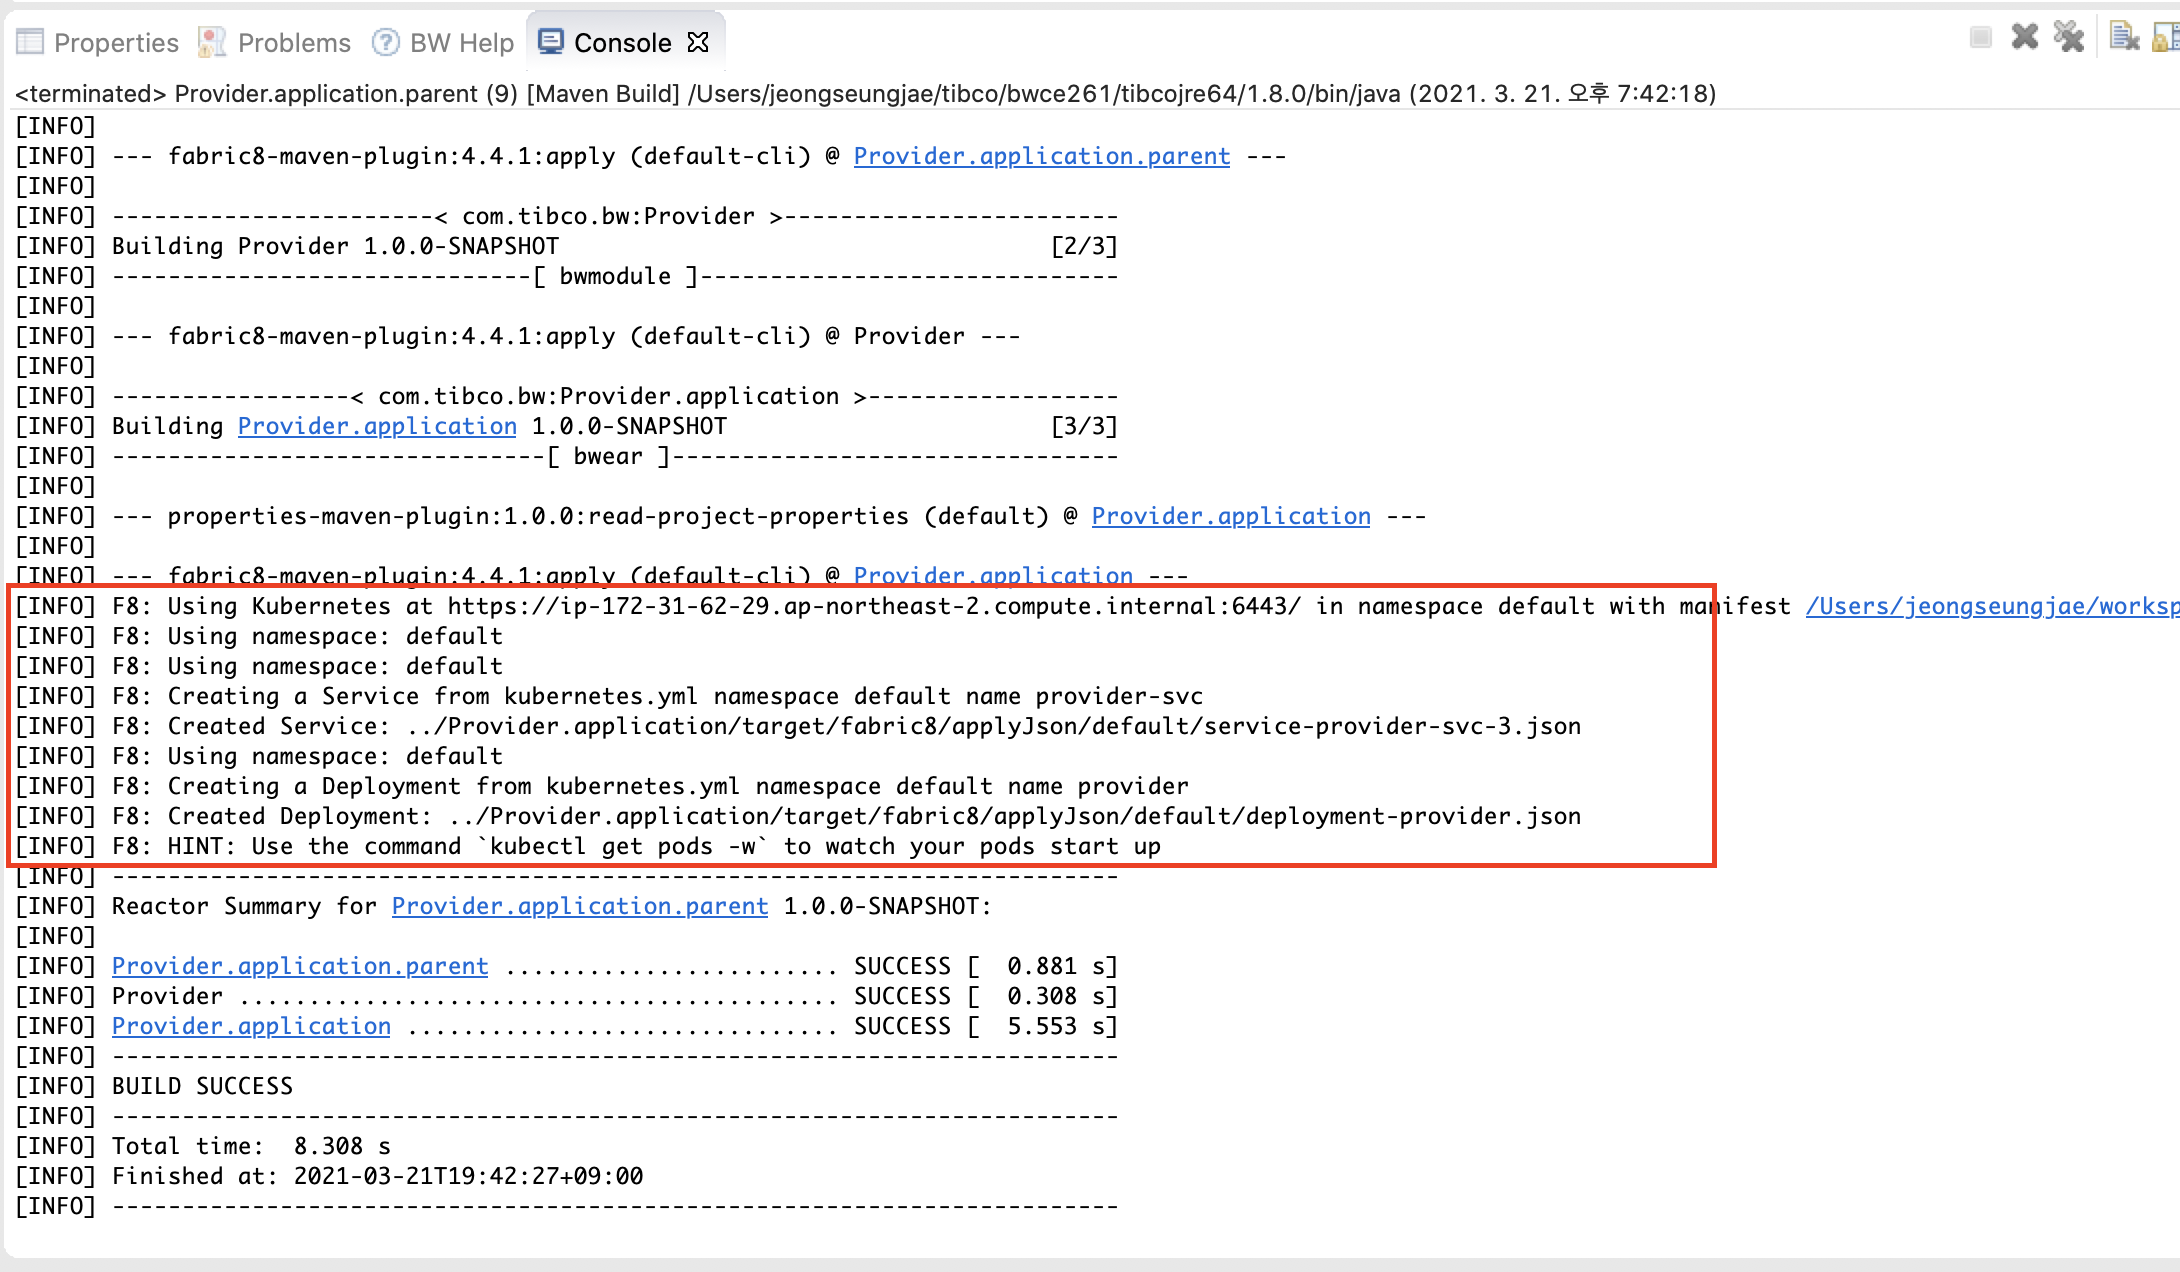 Properties Problems BW Help Console
<terminated> Provider.application.parent (9) [Maven Build] /Users/jeongseungjae/tibco/bwce261/tibcojre64/1.8.0/bin/java (2021. 3. 21. 오후 7:42:18)
[INFO]
[INFO] --- fabric8-maven-plugin:4.4.1:apply (default-cli) @ Provider.application.parent ---
[INFO]
[INFO] -----------------------< com.tibco.bw:Provider >------------------------
[INFO] Building Provider 1.0.0-SNAPSHOT                                   [2/3]
[INFO] ------------------------------[ bwmodule ]------------------------------
[INFO]
[INFO] --- fabric8-maven-plugin:4.4.1:apply (default-cli) @ Provider ---
[INFO]
[INFO] -----------------< com.tibco.bw:Provider.application >------------------
[INFO] Building Provider.application 1.0.0-SNAPSHOT                       [3/3]
[INFO] -------------------------------[ bwear ]--------------------------------
[INFO]
[INFO] --- properties-maven-plugin:1.0.0:read-project-properties (default) @ Provider.application ---
[INFO]
[INFO] --- fabric8-maven-plugin:4.4.1:apply (default-cli) @ Provider.application ---
[INFO] F8: Using Kubernetes at https://ip-172-31-62-29.ap-northeast-2.compute.internal:6443/ in namespace default with manifest /Users/jeongseungjae/worksp
[INFO] F8: Using namespace: default
[INFO] F8: Using namespace: default
[INFO] F8: Creating a Service from kubernetes.yml namespace default name provider-svc
[INFO] F8: Created Service: ../Provider.application/target/fabric8/applyJson/default/service-provider-svc-3.json
[INFO] F8: Using namespace: default
[INFO] F8: Creating a Deployment from kubernetes.yml namespace default name provider
[INFO] F8: Created Deployment: ../Provider.application/target/fabric8/applyJson/default/deployment-provider.json
[INFO] F8: HINT: Use the command `kubectl get pods -w` to watch your pods start up
[INFO] ------------------------------------------------------------------------
[INFO] Reactor Summary for Provider.application.parent 1.0.0-SNAPSHOT:
[INFO]
[INFO] Provider.application.parent ........................ SUCCESS [  0.881 s]
[INFO] Provider ........................................... SUCCESS [  0.308 s]
[INFO] Provider.application ............................... SUCCESS [  5.553 s]
[INFO] ------------------------------------------------------------------------
[INFO] BUILD SUCCESS
[INFO] ------------------------------------------------------------------------
[INFO] Total time:  8.308 s
[INFO] Finished at: 2021-03-21T19:42:27+09:00
[INFO] ------------------------------------------------------------------------